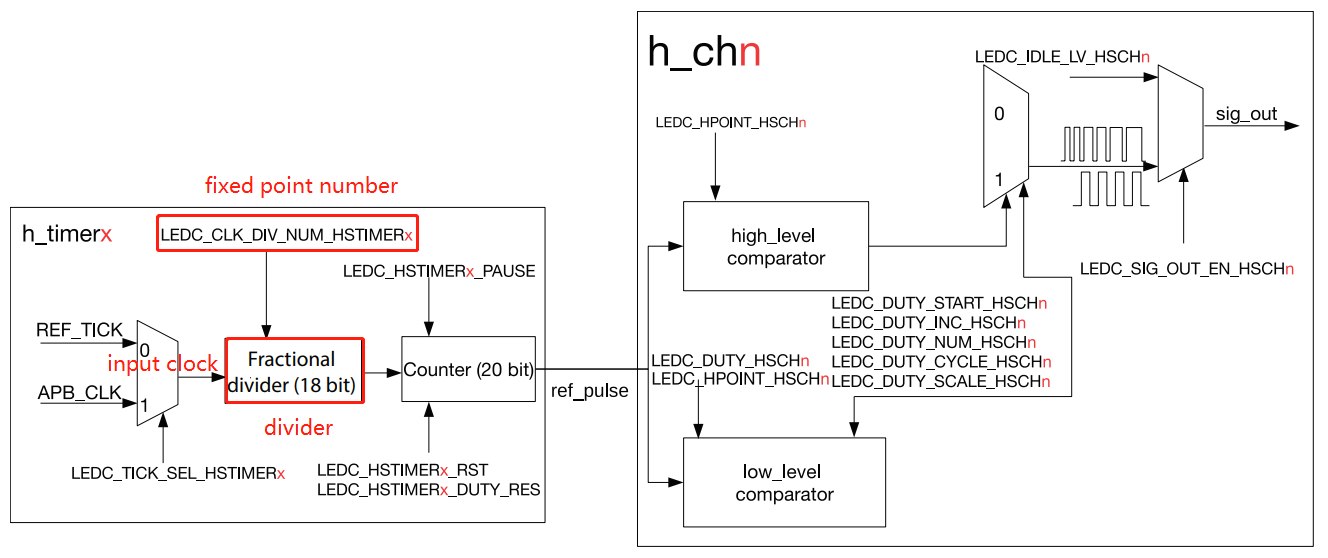 h_chn
LEDC_IDLE_LV_HSCHn
0
sig_out
LEDC_HPOINT_HSCHn
1
fixed point number
h_timerx
LEDC_CLK_DIV_NUM_HSTIMERx
high_level
comparator
LEDC_SIG_OUT_EN_HSCHn
LEDC_HSTIMERx_PAUSE
LEDC_DUTY_START_HSCHn
LEDC_DUTY_INC_HSCHn
LEDC_DUTY_NUM_HSCHn
LEDC_DUTY_CYCLE_HSCHn
LEDC_DUTY_SCALE_HSCHn
REF_TICK
0
input clock
APB_CLK
1
Fractional
divider (18 bit)
Counter (20 bit)
ref_pulse
LEDC_DUTY_HSCHn
LEDC_HPOINT_HSCHn
divider
LEDC_TICK_SEL_HSTIMERx
LEDC_HSTIMERx_RST
LEDC_HSTIMERx_DUTY_RES
low_level
comparator